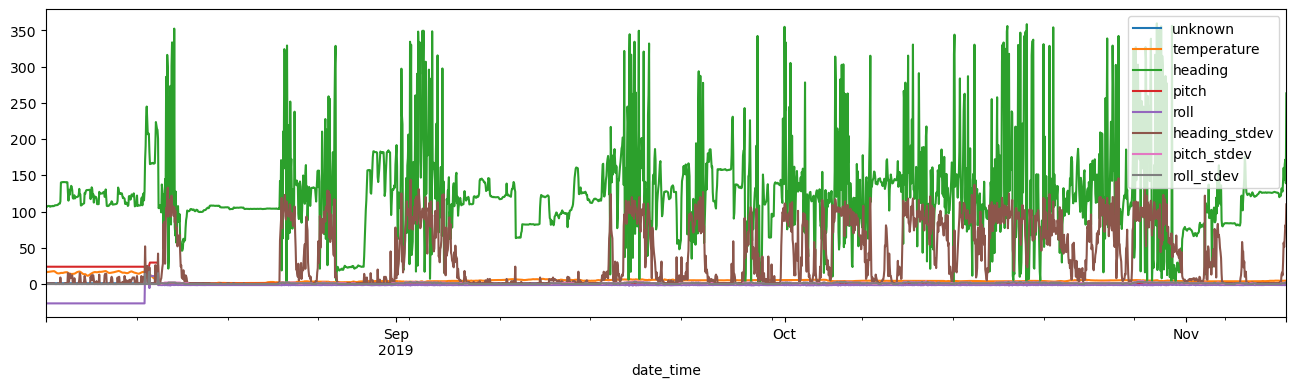 350
300
250
200
150
100
50
0
unknown
temperature
heading
pitch
roll
heading_stdev
pitch_stdev
roll_stdev
Sep
2019
Oct
Nov
date_time